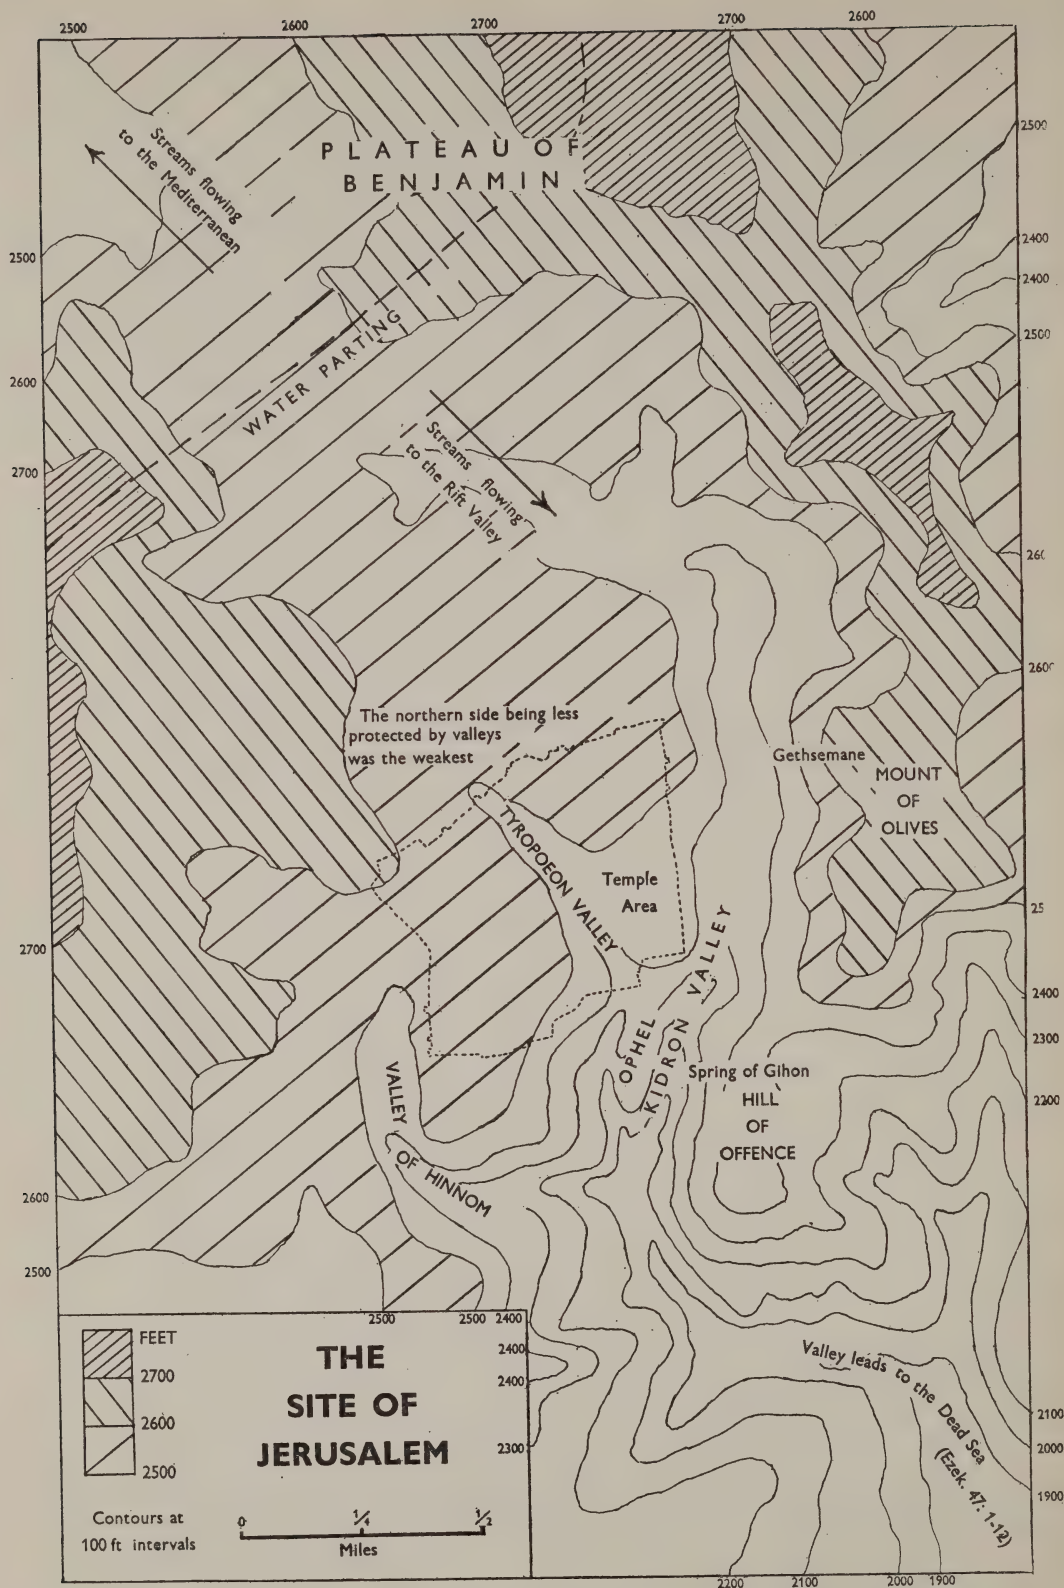 2500
2600
2700
2700
2600
Streams flowing
to the Mediterranean
PLATEAU OF
BENJAMIN
2500
2400
2400
2500
2500
2600
2700
WATER PARTING
Streams flowing
to the Rift Valley
260
2600
The northern side being less
protected by valleys
was the weakest
Gethsemane
MOUNT
OF
OLIVES
TYROPOEON VALLEY
Temple
Area
25
2700
KIDRON VALLEY
OPHEL
2400
2300
2200
VALLEY
OF HINNOM
Spring of Gihon
HILL
OF
OFFENCE
2600
2500
2500
2500
2400
2400
2400
2300
Valley leads to the Dead Sea
(Ezek. 47: 1-12)
2100
2000
1900
FEET
2700
2600
2500
THE
SITE OF
JERUSALEM
Contours at
100 ft intervals
0
1/4
1/2
Miles
2200
2100
2000
1900